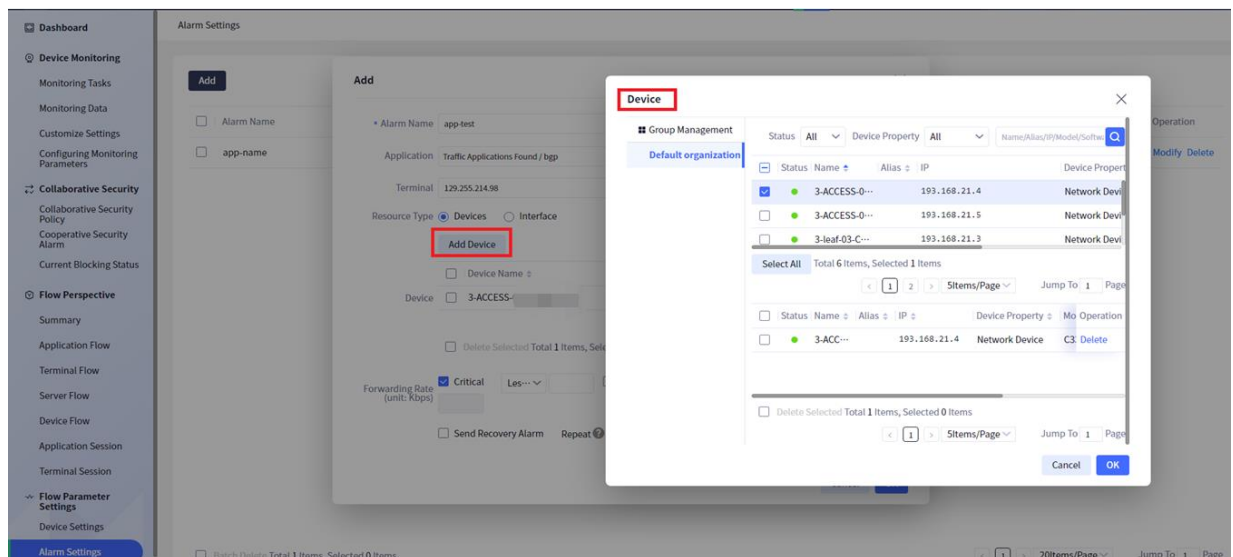 Dashboard
Device Monitoring
Monitoring Tasks
Monitoring Data
Customize Settings
Configuring Monitoring
Parameters
Collaborative Security
Collaborative Security
Policy
Cooperative Security
Alarm
Current Blocking Status
Flow Perspective
Summary
Application Flow
Terminal Flow
Server Flow
Device Flow
Application Session
Terminal Session
Flow Parameter
Settings
Device Settings
Alarm Settings
Alarm Settings
Add
Alarm Name
app-name
Operation
Modify Delete
Batch Delete Total 1 Items, Selected 0 Items
1 20Items/Page Jump To 1 Page
Add
* Alarm Name app-test
Application Traffic Applications Found / bgp
Terminal 129.255.214.98
Resource Type Devices Interface
Add Device
Device Name
Device 3-ACCESS-
Delete Selected Total 1 Items, Sele
Forwarding Rate
(unit: Kbps)
Critical Les···
Send Recovery Alarm Repeat
Device
Group Management
Default organization
Status All Device Property All Name/Alias/IP/Model/Softwa
Status Name Alias IP Device Propert
3-ACCESS-0··· 193.168.21.4 Network Devi
3-ACCESS-0··· 193.168.21.5 Network Devi
3-leaf-03-C··· 193.168.21.3 Network Devi
Select All Total 6 Items, Selected 1 Items
< 1 2 > 5Items/Page Jump To 1 Page
Status Name Alias IP Device Property Mo Operation
3-ACC··· 193.168.21.4 Network Device C3 Delete
Delete Selected Total 1 Items, Selected 0 Items
< 1 > 5Items/Page Jump To 1 Page
Cancel OK